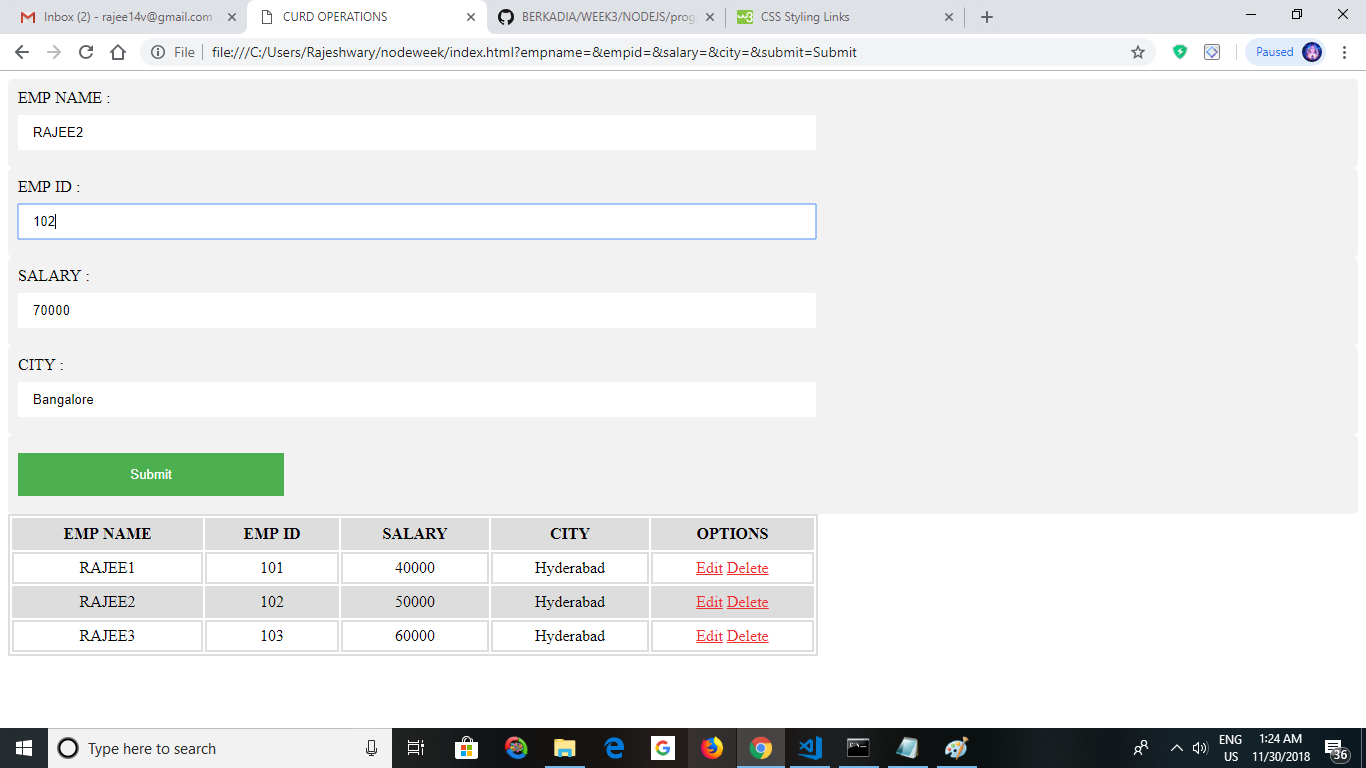 Inbox (2) - rajee14v@gmail.com
CURD OPERATIONS
BERKADIA/WEEK3/NODEJS/prog
CSS Styling Links
File
file:///C:/Users/Rajeshwary/nodeweek/index.html?empname=&empid=&salary=&city=&submit=Submit
Paused
EMP NAME :
RAJEE2
EMP ID :
102
SALARY :
70000
CITY :
Bangalore
Submit
EMP NAME EMP ID SALARY CITY OPTIONS
RAJEE1 101 40000 Hyderabad Edit Delete
RAJEE2 102 50000 Hyderabad Edit Delete
RAJEE3 103 60000 Hyderabad Edit Delete
Type here to search
ENG
US
1:24 AM
11/30/2018
36